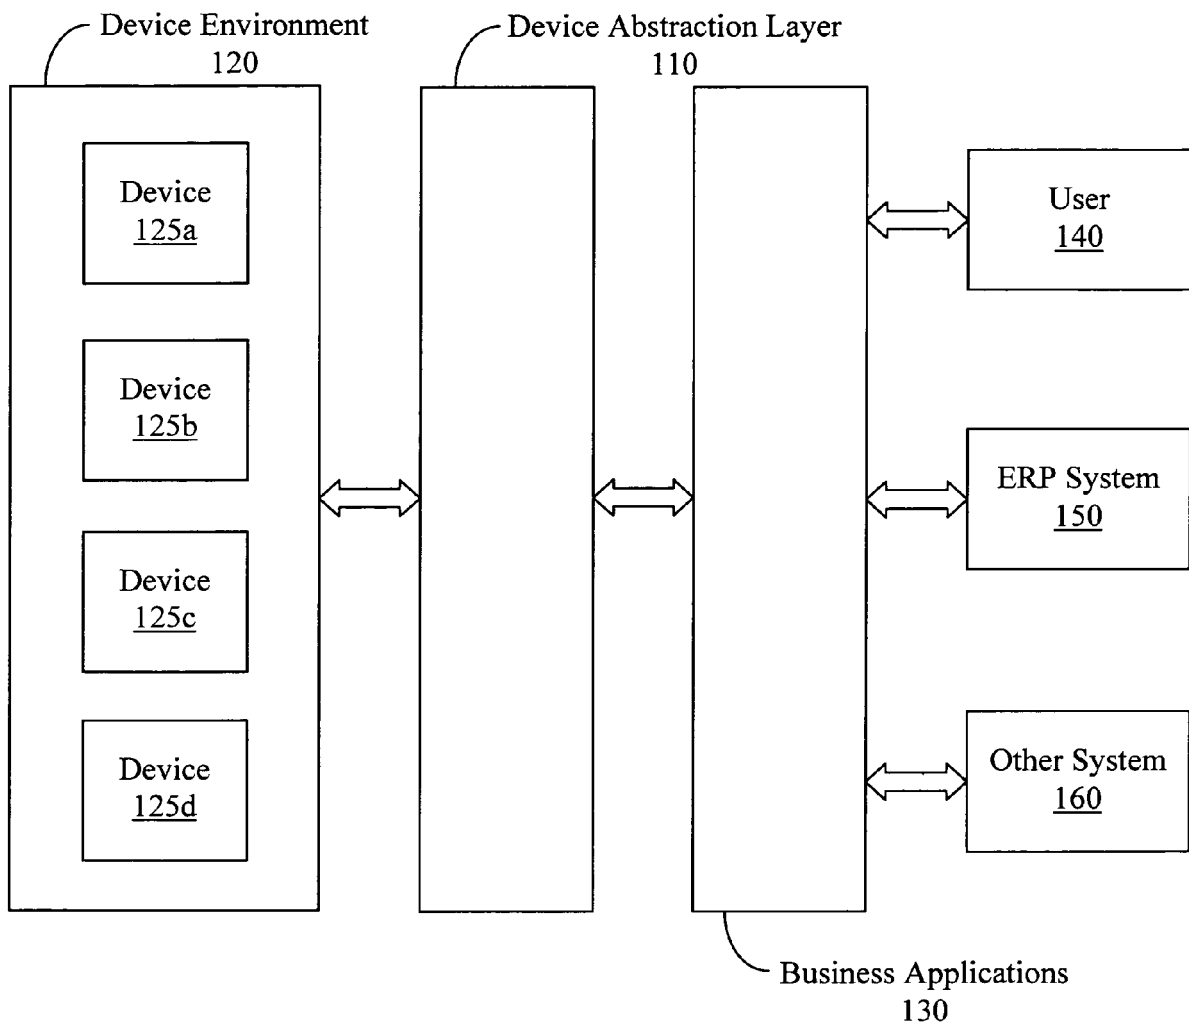 Device Environment
120
Device Abstraction Layer
110
Device
125a
Device
125b
Device
125c
Device
125d
User
140
ERP System
150
Other System
160
Business Applications
130